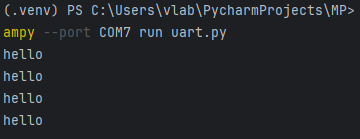 (.venv) PS C:\Users\vlab\PycharmProjects\MP>
ampy --port COM7 run uart.py
hello
hello
hello
hello